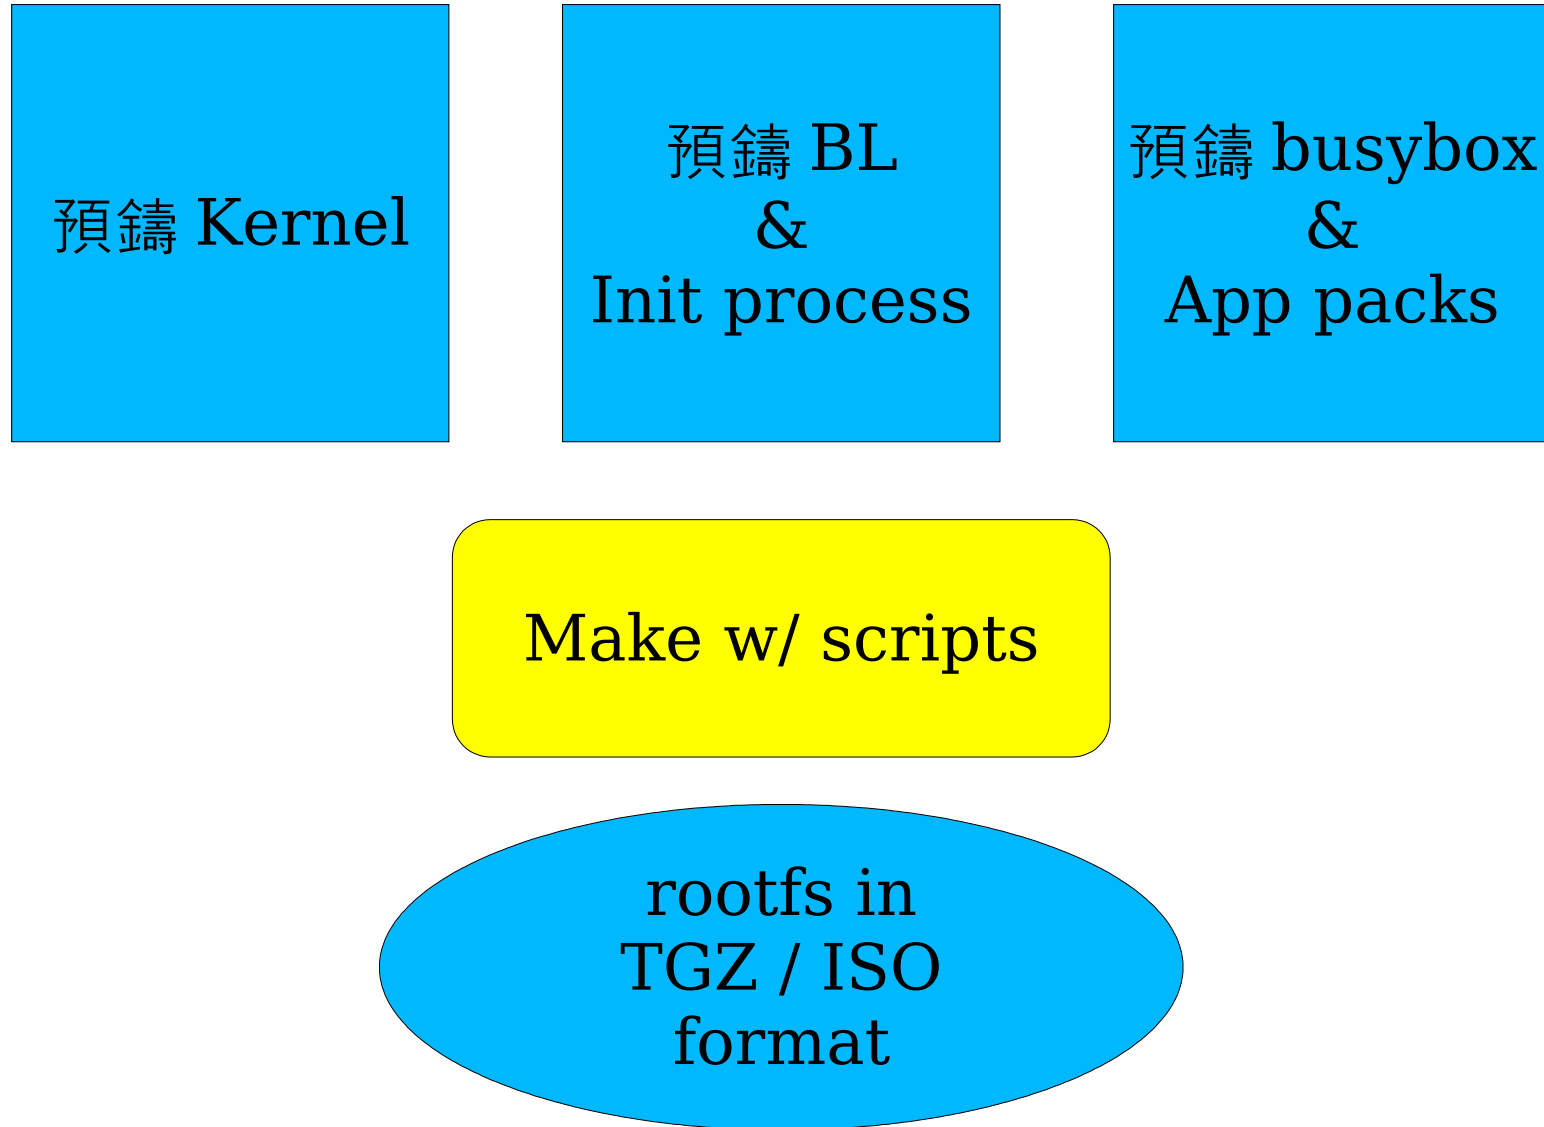 預鑄 Kernel
預鑄 BL
&
Init process
預鑄 busybox
&
App packs
Make w/ scripts
rootfs in
TGZ / ISO
format